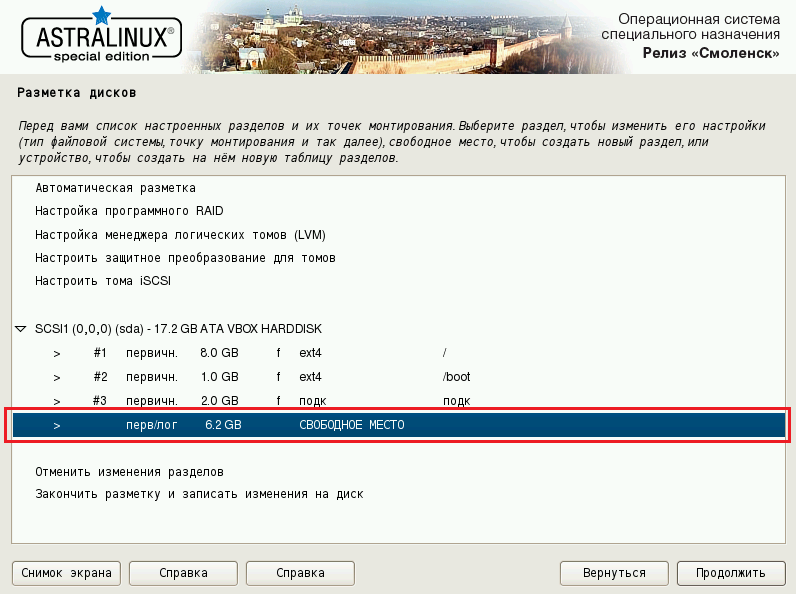 ASTRALINUX®
special edition
Операционная система
специального назначения
Релиз «Смоленск»
Разметка дисков
Перед вами список настроенных разделов и их точек монтирования. Выберите раздел, чтобы изменить его настройки
(тип файловой системы, точку монтирования и так далее), свободное место, чтобы создать новый раздел, или
устройство, чтобы создать на нём новую таблицу разделов.
Автоматическая разметка
Настройка программного RAID
Настройка менеджера логических томов (LVM)
Настроить защитное преобразование для томов
Настроить тома iSCSI
SCSI1 (0,0,0) (sda) - 17.2 GB ATA VBOX HARDDISK
> #1 первичн. 8.0 GB f ext4 /
> #2 первичн. 1.0 GB f ext4 /boot
> #3 первичн. 2.0 GB f подк подк
> перв/лог 6.2 GB СВОБОДНОЕ МЕСТО
Отменить изменения разделов
Закончить разметку и записать изменения на диск
Снимок экрана Справка Справка Вернуться Продолжить